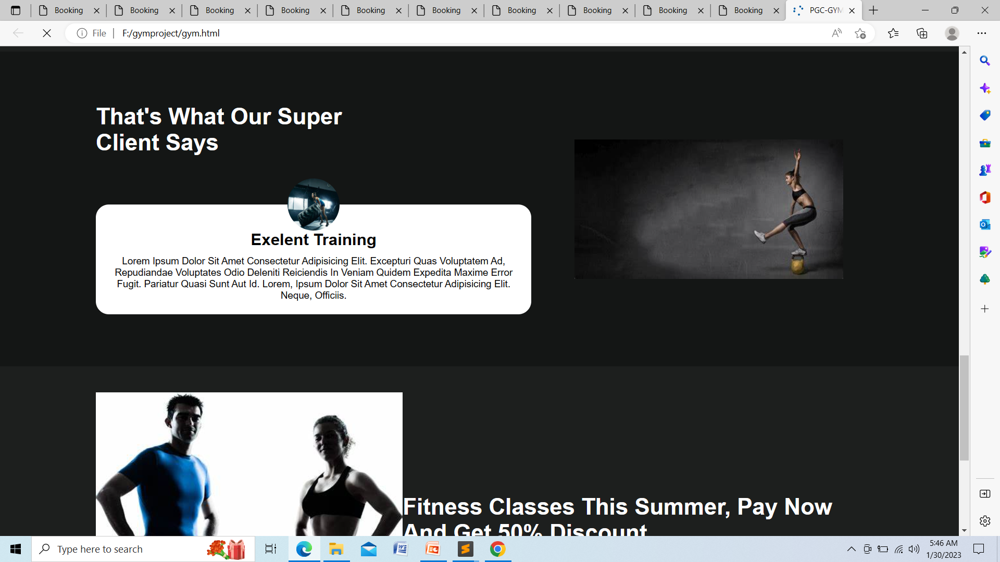 Booking
Booking
Booking
Booking
Booking
Booking
Booking
Booking
Booking
Booking
PGC-GYM
File
F:/gymproject/gym.html
That's What Our Super
Client Says
Exelent Training
Lorem Ipsum Dolor Sit Amet Consectetur Adipisicing Elit. Excepturi Quas Voluptatem Ad,
Repudiandae Voluptates Odio Deleniti Reiciendis In Veniam Quidem Expedita Maxime Error
Fugit. Pariatur Quasi Sunt Aut Id. Lorem, Ipsum Dolor Sit Amet Consectetur Adipisicing Elit.
Neque, Officiis.
Fitness Classes This Summer, Pay Now
And Get 50% Discount
Type here to search
5:46 AM
1/30/2023